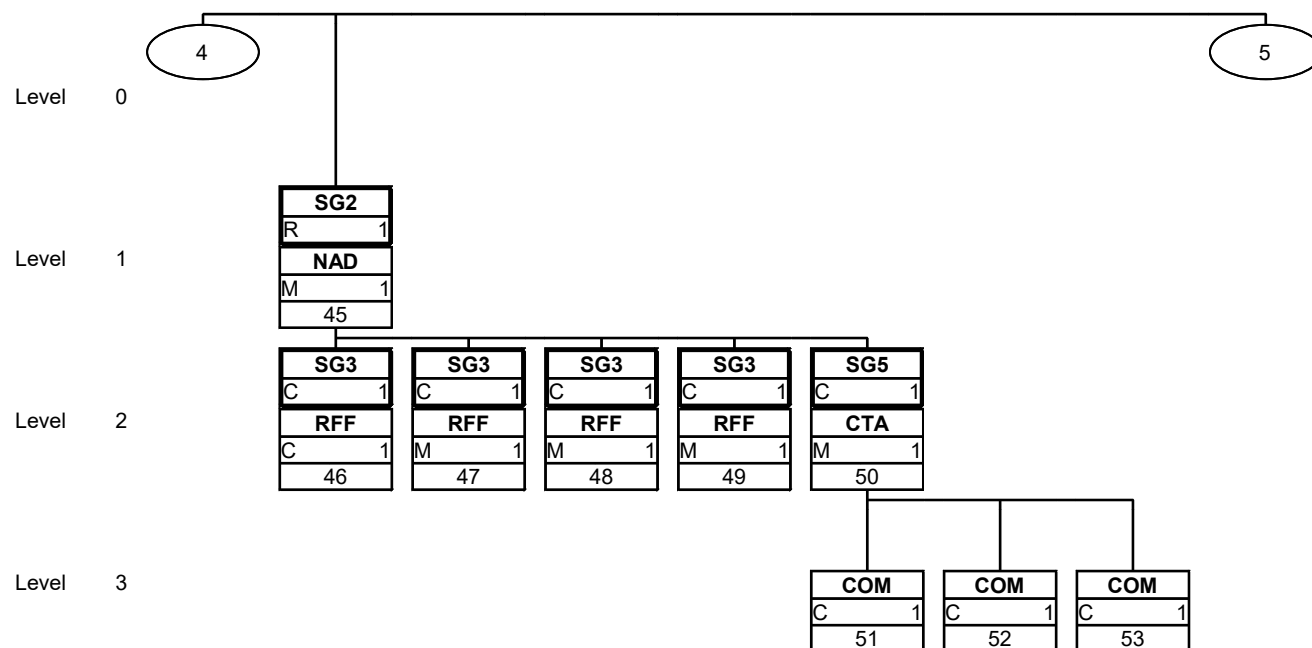 4 5
Level 0
SG2
R 1
Level 1
NAD
M 1
45
SG3 SG3 SG3 SG3 SG5
C 1 C 1 C 1 C 1 C 1
Level 2
RFF RFF RFF RFF CTA
C 1 M 1 M 1 M 1 M 1
46 47 48 49 50
Level 3
COM COM COM
C 1 C 1 C 1
51 52 53